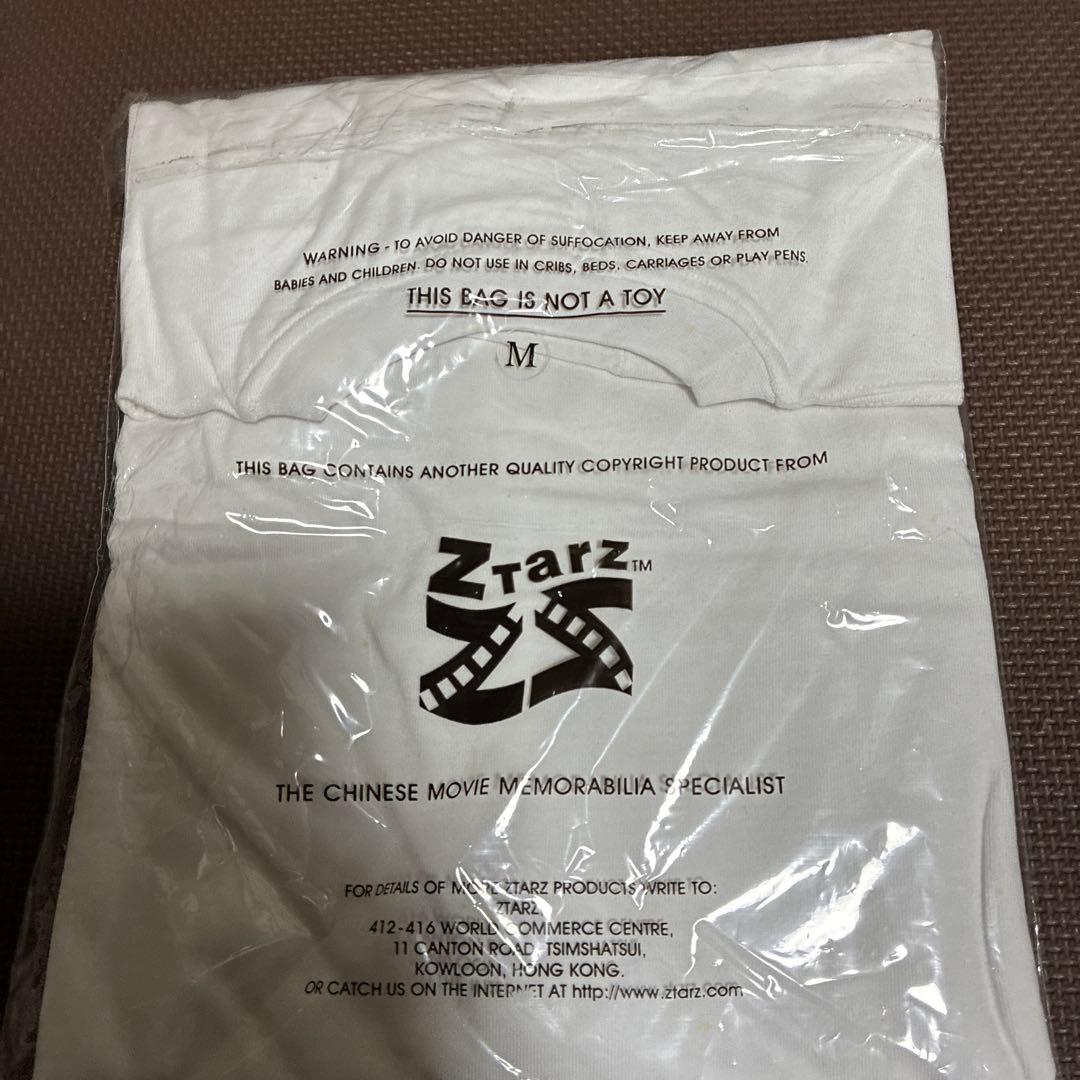 WARNING - TO AVOID DANGER OF SUFFOCATION, KEEP AWAY FROM
BABIES AND CHILDREN. DO NOT USE IN CRIBS, BEDS, CARRIAGES OR PLAY PENS.
THIS BAG IS NOT A TOY
M
THIS BAG CONTAINS ANOTHER QUALITY COPYRIGHT PRODUCT FROM
ZTarz™
THE CHINESE MOVIE MEMORABILIA SPECIALIST
FOR DETAILS OF MORE ZTARZ PRODUCTS WRITE TO:
ZTARZ,
412-416 WORLD COMMERCE CENTRE,
11 CANTON ROAD, TSIMSHATSUI,
KOWLOON, HONG KONG.
OR CATCH US ON THE INTERNET AT http://www.ztarz.com